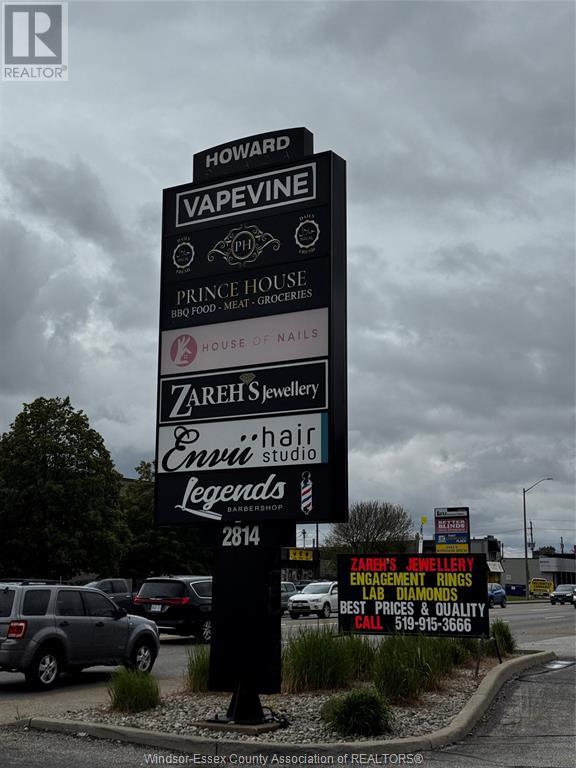 R
REALTOR®
HOWARD
VAPEVINE
PH
PRINCE HOUSE
BBQ FOOD - MEAT - GROCERIES
HOUSE OF NAILS
ZAREH'S Jewellery
Envii hair
studio
Legends
BARBERSHOP
2814
BETTER
BLINDS
ZAREH'S JEWELLERY
ENGAGEMENT RINGS
LAB DIAMONDS
BEST PRICES & QUALITY
CALL 519-915-3666
Windsor-Essex County Association of REALTORS®